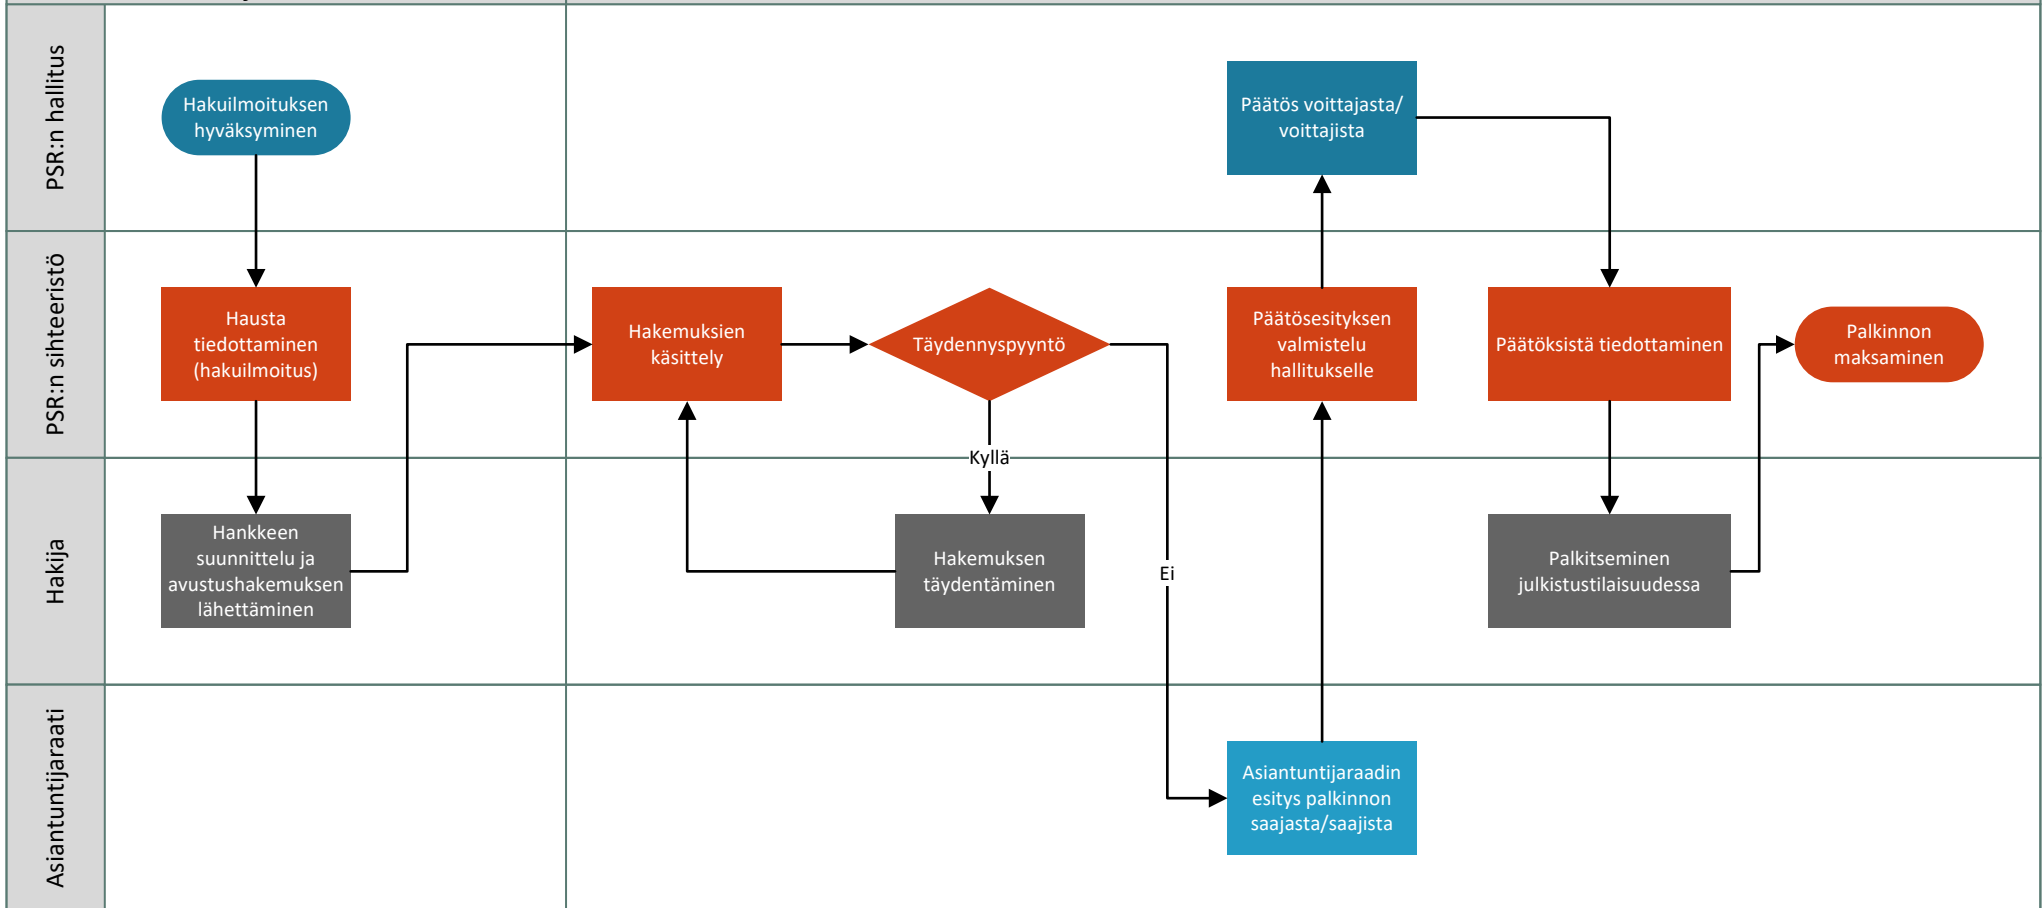 PSR:n hallitus
Hakuilmoituksen
hyväksyminen
Päätös voittajasta/
voittajista
PSR:n sihteeristö
Hausta
tiedottaminen
(hakuilmoitus)
Hakemuksien
käsittely
Täydennyspyyntö
Päätösesityksen
valmistelu
hallitukselle
Päätöksistä tiedottaminen
Palkinnon
maksaminen
Kyllä
Hakija
Hankkeen
suunnittelu ja
avustushakemuksen
lähettäminen
Hakemuksen
täydentäminen
Ei
Palkitseminen
julkistustilaisuudessa
Asiantuntijaraati
Asiantuntijaraadin
esitys palkinnon
saajasta/saajista